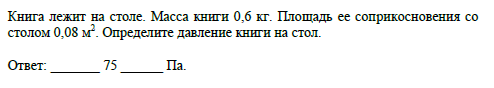 Книга лежит на столе. Масса книги 0,6 кг. Площадь ее соприкосновения со
столом 0,08 м². Определите давление книги на стол.
Ответ: _______ 75 ______ Па.